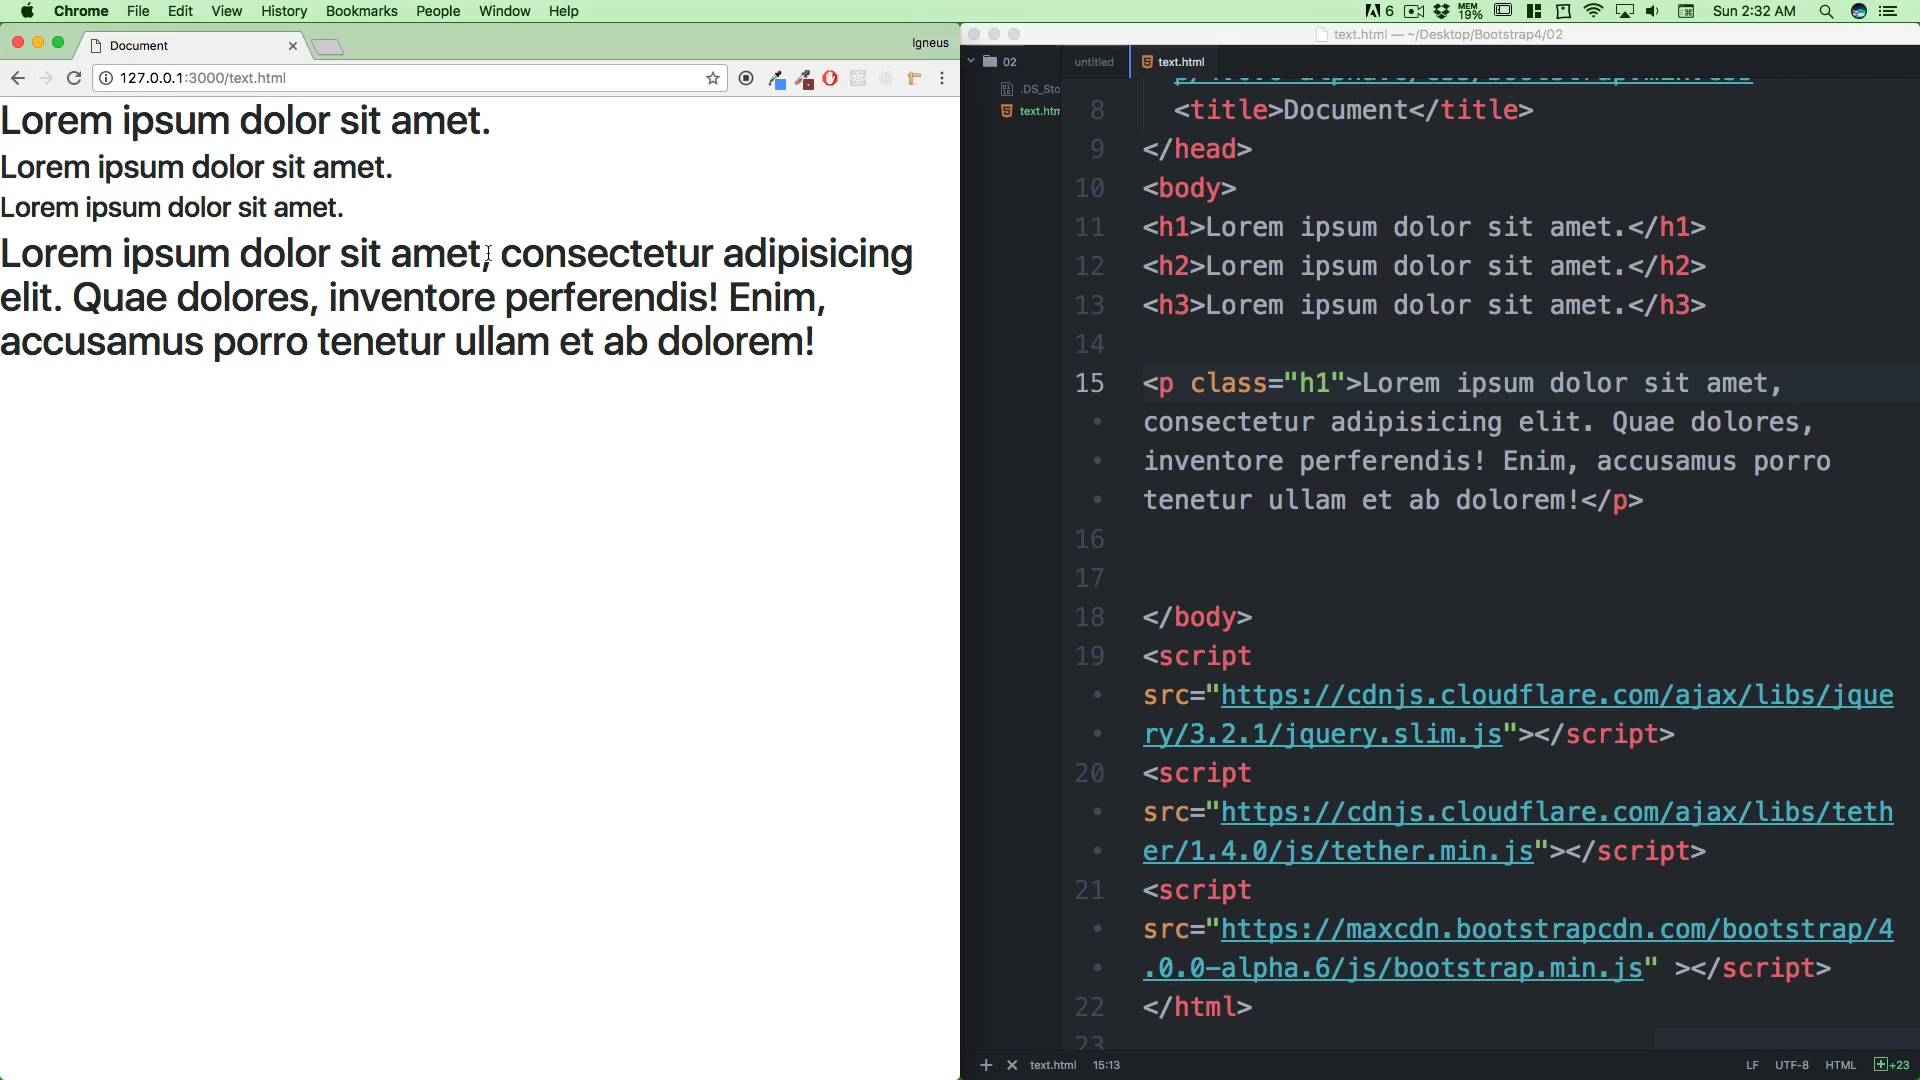 Chrome File Edit View History Bookmarks People Window Help
6 MEM 19% Sun 2:32 AM
Document
Igneus
127.0.0.1:3000/text.html
Lorem ipsum dolor sit amet.
Lorem ipsum dolor sit amet.
Lorem ipsum dolor sit amet.
Lorem ipsum dolor sit amet, consectetur adipisicing
elit. Quae dolores, inventore perferendis! Enim,
accusamus porro tenetur ullam et ab dolorem!
text.html — ~/Desktop/Bootstrap4/02
02
.DS_Sto
text.htm
untitled
text.html
8 <title>Document</title>
9 </head>
10 <body>
11 <h1>Lorem ipsum dolor sit amet.</h1>
12 <h2>Lorem ipsum dolor sit amet.</h2>
13 <h3>Lorem ipsum dolor sit amet.</h3>
14
15 <p class="h1">Lorem ipsum dolor sit amet,
consectetur adipisicing elit. Quae dolores,
inventore perferendis! Enim, accusamus porro
tenetur ullam et ab dolorem!</p>
16
17
18 </body>
19 <script
src="https://cdnjs.cloudflare.com/ajax/libs/jque
ry/3.2.1/jquery.slim.js"></script>
20 <script
src="https://cdnjs.cloudflare.com/ajax/libs/teth
er/1.4.0/js/tether.min.js"></script>
21 <script
src="https://maxcdn.bootstrapcdn.com/bootstrap/4
.0.0-alpha.6/js/bootstrap.min.js" ></script>
22 </html>
23
text.html 15:13
LF UTF-8 HTML +23